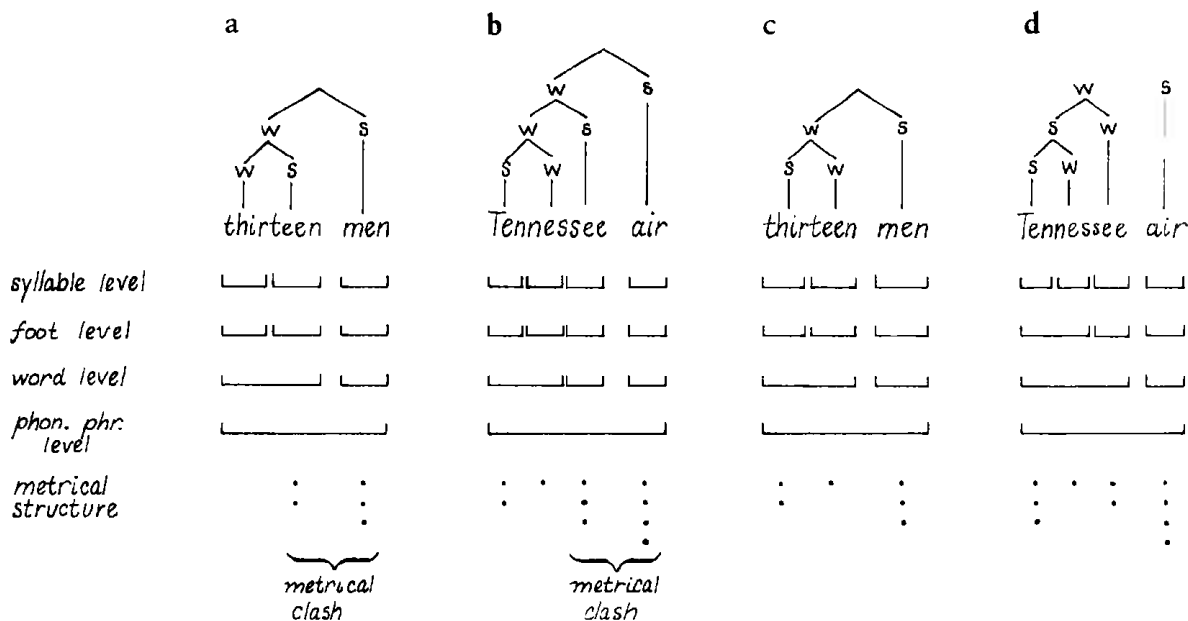 a b c d
w s w s
w s w s w s s w
w s s w s w s w
thirteen men Tennessee air thirteen men Tennessee air
syllable level
foot level
word level
phon. phr. level
metrical structure
metrical clash metrical clash